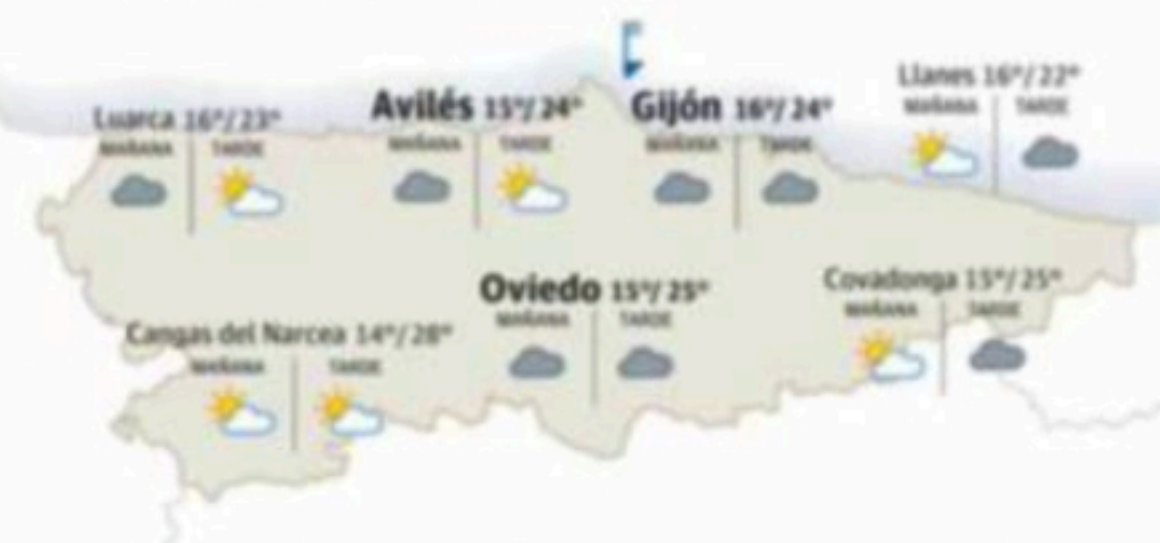 Llanes 16°/22°
MAÑANA TARDE
Avilés 15°/24°
MAÑANA TARDE
Gijón 16°/24°
MAÑANA TARDE
Luarca 16°/23°
MAÑANA TARDE
Covadonga 15°/25°
MAÑANA TARDE
Oviedo 15°/25°
MAÑANA TARDE
Cangas del Narcea 14°/28°
MAÑANA TARDE